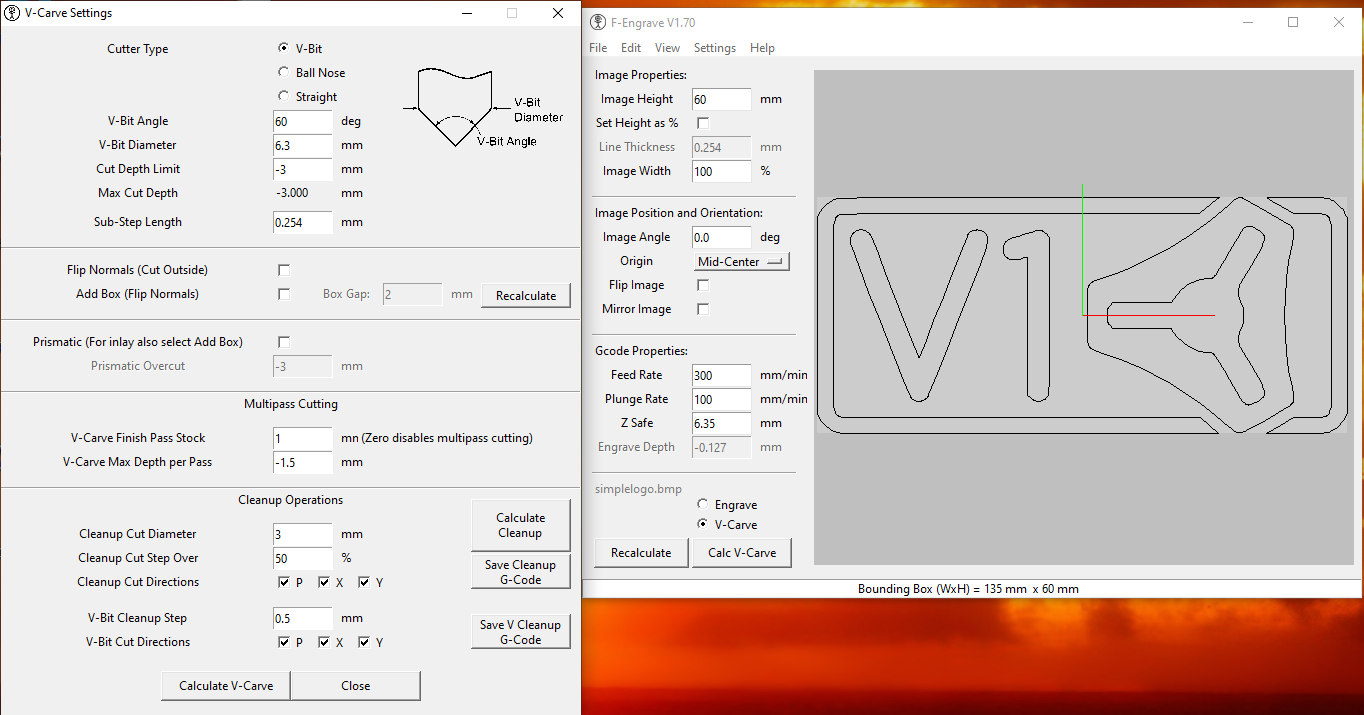 V-Carve Settings
Cutter Type
V-Bit
Ball Nose
Straight
V-Bit Diameter
V-Bit Angle
V-Bit Angle 60 deg
V-Bit Diameter 6.3 mm
Cut Depth Limit -3 mm
Max Cut Depth -3.000 mm
Sub-Step Length 0.254 mm
Flip Normals (Cut Outside)
Add Box (Flip Normals) Box Gap: 2 mm Recalculate
Prismatic (For inlay also select Add Box)
Prismatic Overcut -3 mm
Multipass Cutting
V-Carve Finish Pass Stock 1 mn (Zero disables multipass cutting)
V-Carve Max Depth per Pass -1.5 mm
Cleanup Operations
Calculate
Cleanup
Cleanup Cut Diameter 3 mm
Cleanup Cut Step Over 50 %
Save Cleanup
G-Code
Cleanup Cut Directions P X Y
V-Bit Cleanup Step 0.5 mm
Save V Cleanup
G-Code
V-Bit Cut Directions P X Y
Calculate V-Carve Close
F-Engrave V1.70
File Edit View Settings Help
Image Properties:
Image Height 60 mm
Set Height as %
Line Thickness 0.254 mm
Image Width 100 %
Image Position and Orientation:
Image Angle 0.0 deg
Origin Mid-Center
Flip Image
Mirror Image
Gcode Properties:
Feed Rate 300 mm/min
Plunge Rate 100 mm/min
Z Safe 6.35 mm
Engrave Depth -0.127 mm
simplelogo.bmp
Engrave
V-Carve
Recalculate Calc V-Carve
V1
Bounding Box (WxH) = 135 mm x 60 mm